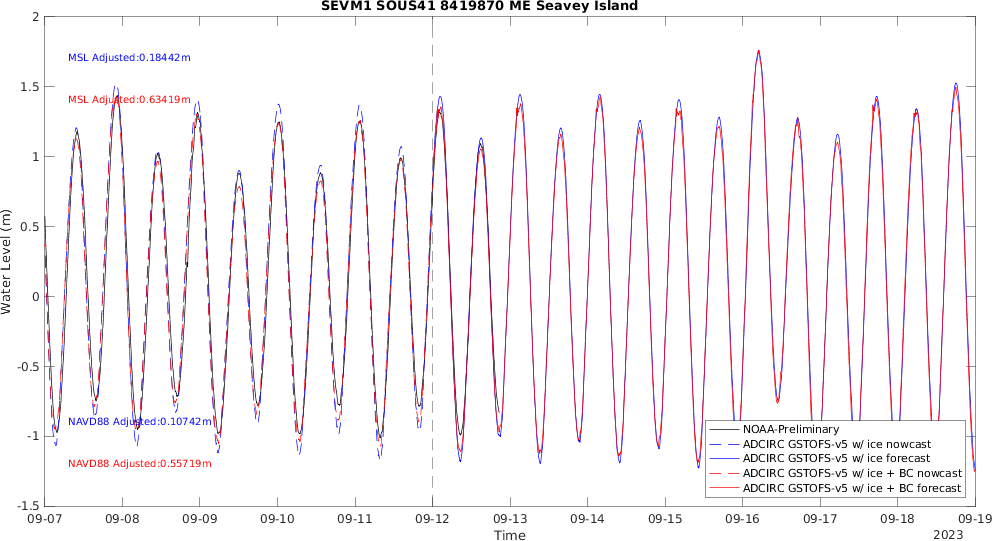 SEVM1 SOUS41 8419870 ME Seavey Island
2
1.5
1
0.5
0
-0.5
-1
-1.5
Water Level (m)
MSL Adjusted:0.18442m
MSL Adjusted:0.63419m
NAVD88 Adjusted:0.10742m
NAVD88 Adjusted:0.55719m
NOAA-Preliminary
ADCIRC GSTOFS-v5 w/ ice nowcast
ADCIRC GSTOFS-v5 w/ ice forecast
ADCIRC GSTOFS-v5 w/ ice + BC nowcast
ADCIRC GSTOFS-v5 w/ ice + BC forecast
09-07 09-08 09-09 09-10 09-11 09-12 09-13 09-14 09-15 09-16 09-17 09-18 09-19
Time
2023